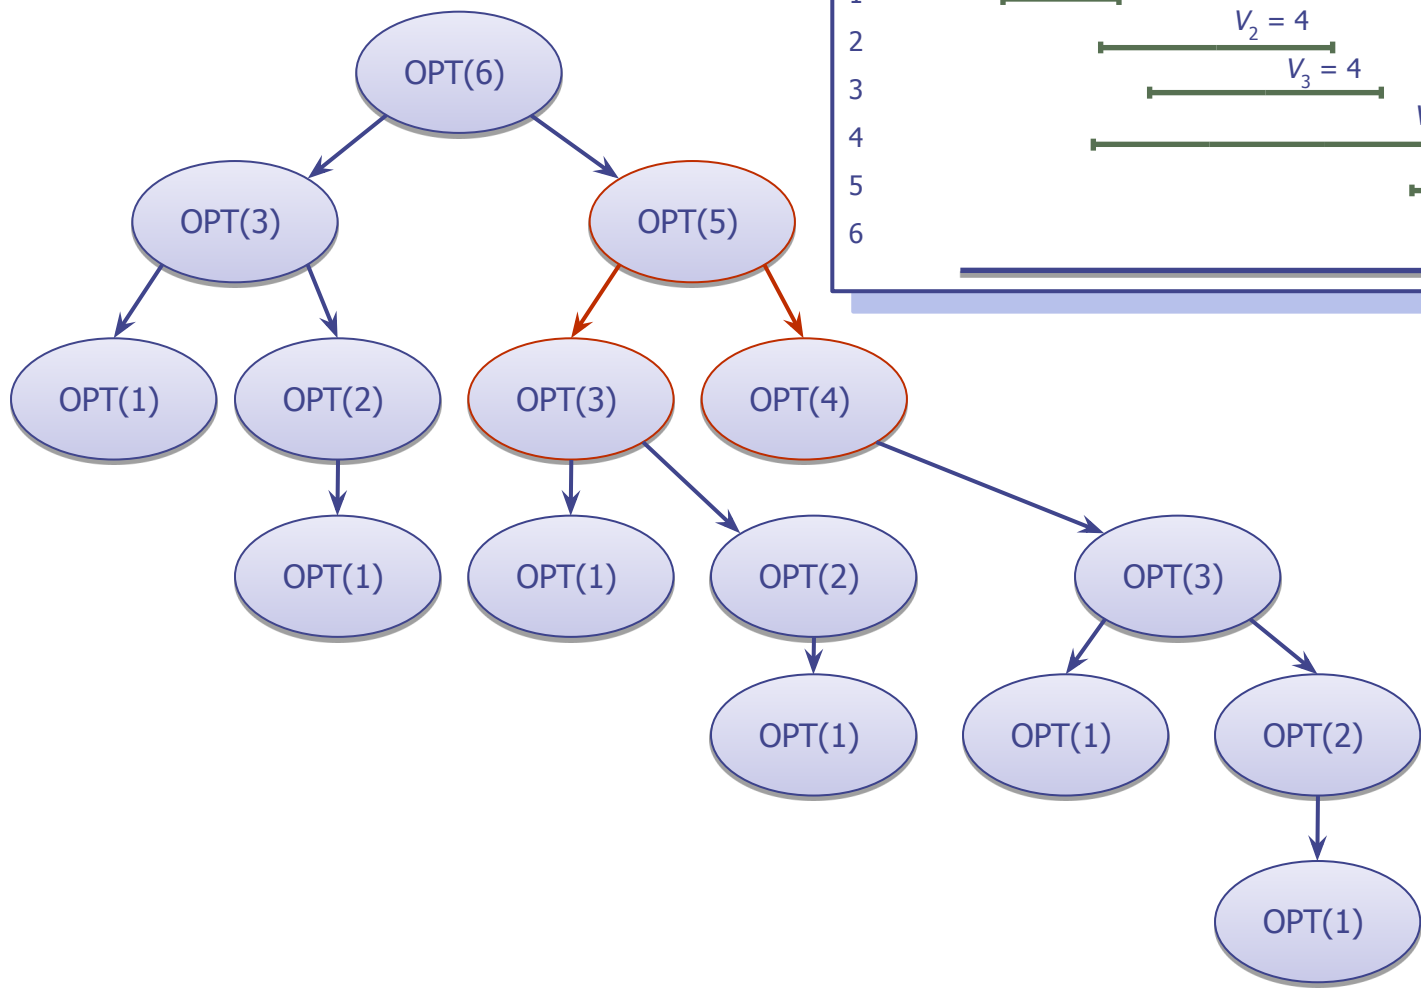 1
V2 = 4
2
V3 = 4
3
4
5
6
OPT(6)
OPT(3)
OPT(5)
OPT(1)
OPT(2)
OPT(3)
OPT(4)
OPT(1)
OPT(1)
OPT(2)
OPT(3)
OPT(1)
OPT(1)
OPT(2)
OPT(1)